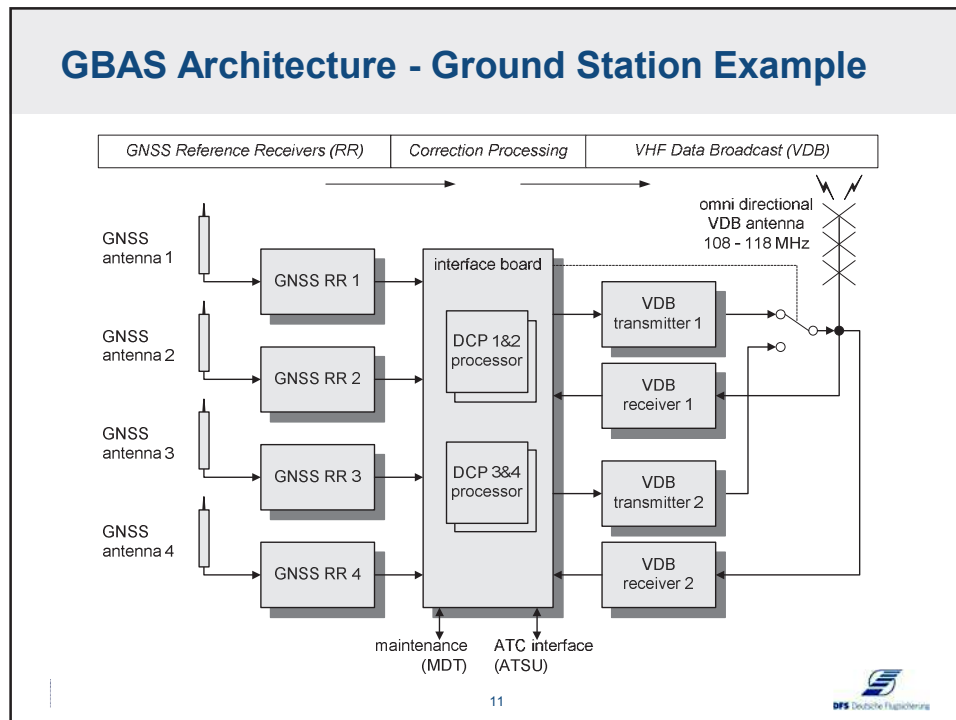 GBAS Architecture - Ground Station Example
GNSS Reference Receivers (RR)
Correction Processing
VHF Data Broadcast (VDB)
omni directional
VDB antenna
108 - 118 MHz
GNSS
antenna 1
GNSS RR 1
interface board
VDB
transmitter 1
DCP 1&2
processor
GNSS
antenna 2
GNSS RR 2
VDB
receiver 1
GNSS
antenna 3
GNSS RR 3
DCP 3&4
processor
VDB
transmitter 2
GNSS
antenna 4
GNSS RR 4
VDB
receiver 2
maintenance
(MDT)
ATC interface
(ATSU)
11
DFS Deutsche Flugsicherung